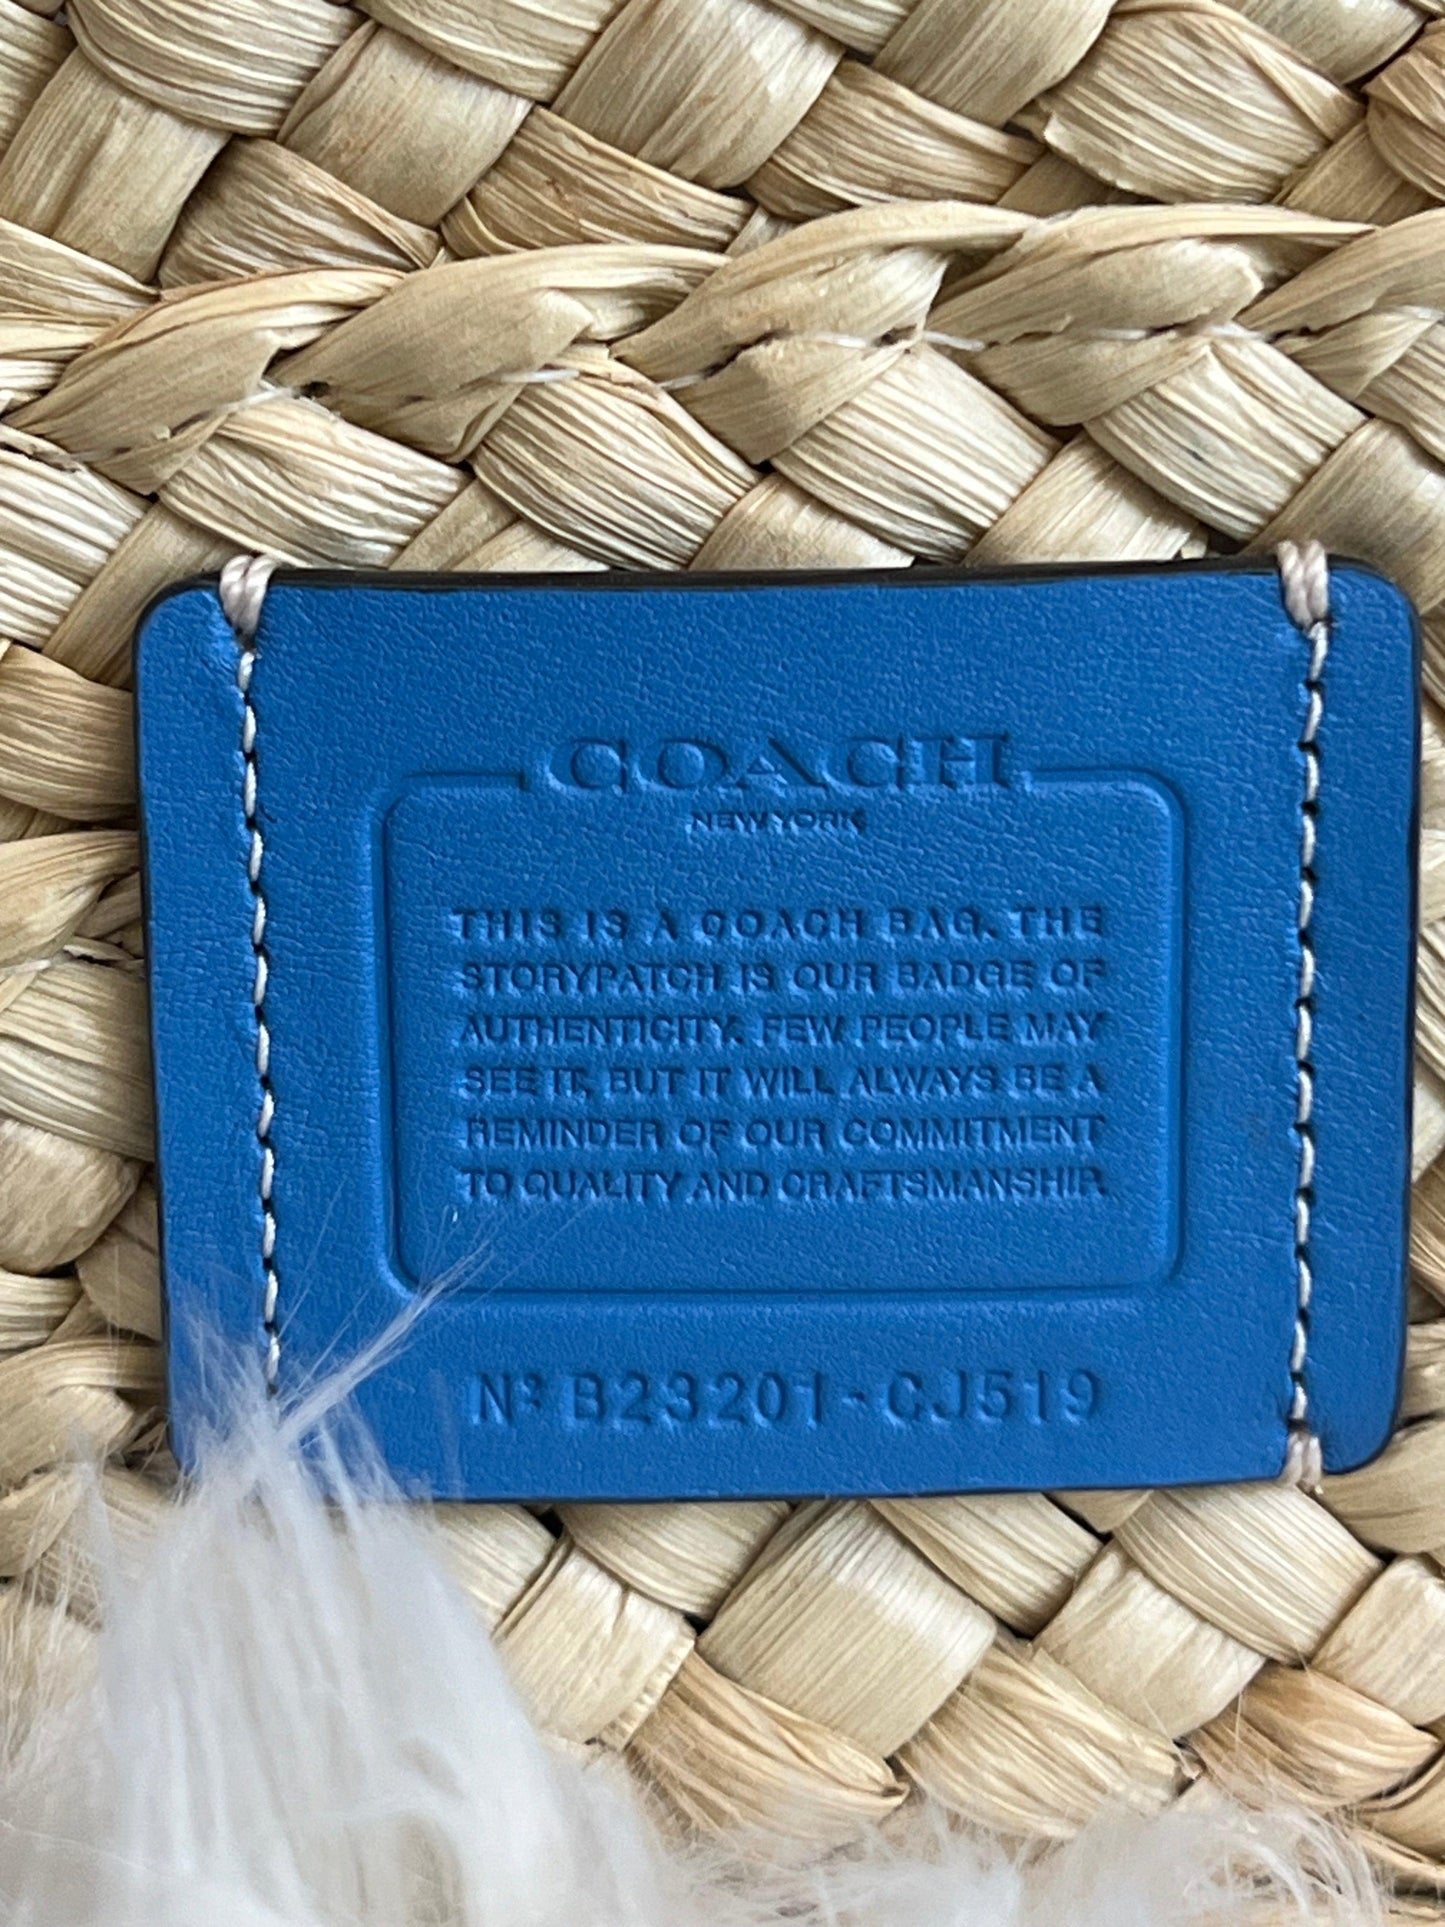 COACH
NEW YORK
THIS IS A COACH BAG. THE
STORYPATCH IS OUR BADGE OF
AUTHENTICITY. FEW PEOPLE MAY
SEE IT, BUT IT WILL ALWAYS BE A
REMINDER OF OUR COMMITMENT
TO QUALITY AND CRAFTSMANSHIP.
Nº B23201-CJ519